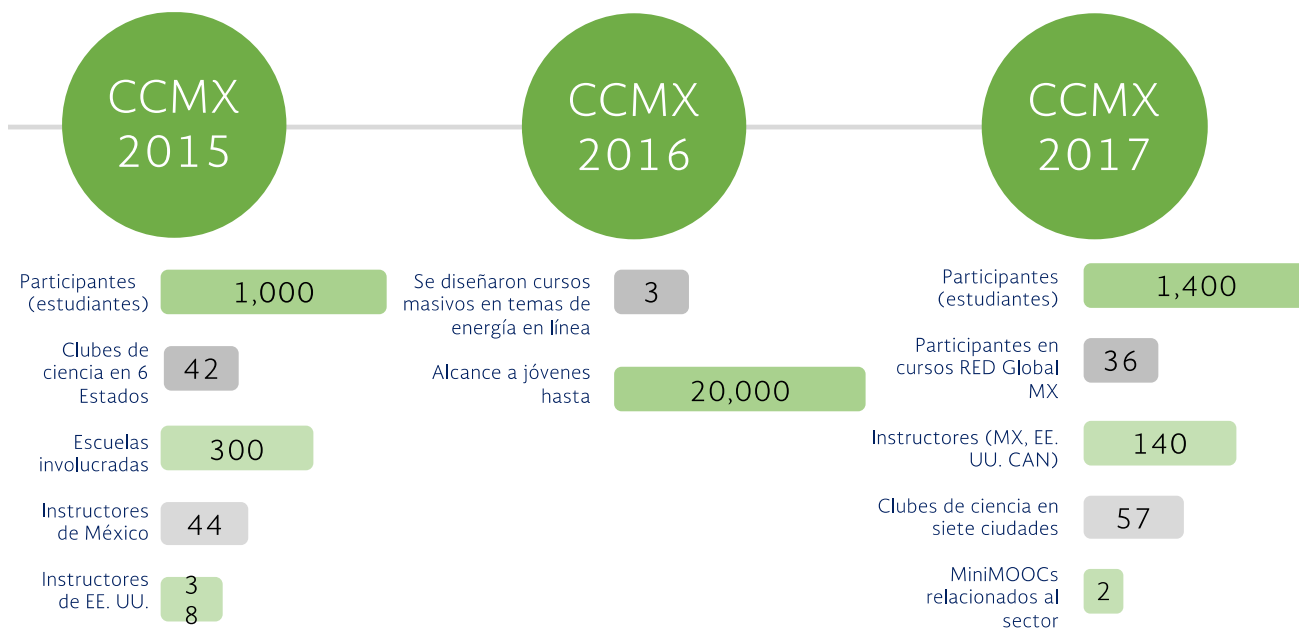 CCMX
2015
CCMX
2016
CCMX
2017
Participantes
(estudiantes)
1,000
Clubes de
ciencia en 6
Estados
42
Escuelas
involucradas
300
Instructores
de México
44
Instructores
de EE. UU.
3
8
Se diseñaron cursos
masivos en temas de
energía en línea
3
Alcance a jóvenes
hasta
20,000
Participantes
(estudiantes)
1,400
Participantes en
cursos RED Global
MX
36
Instructores (MX, EE.
UU. CAN)
140
Clubes de ciencia en
siete ciudades
57
MiniMOOCs
relacionados al
sector
2